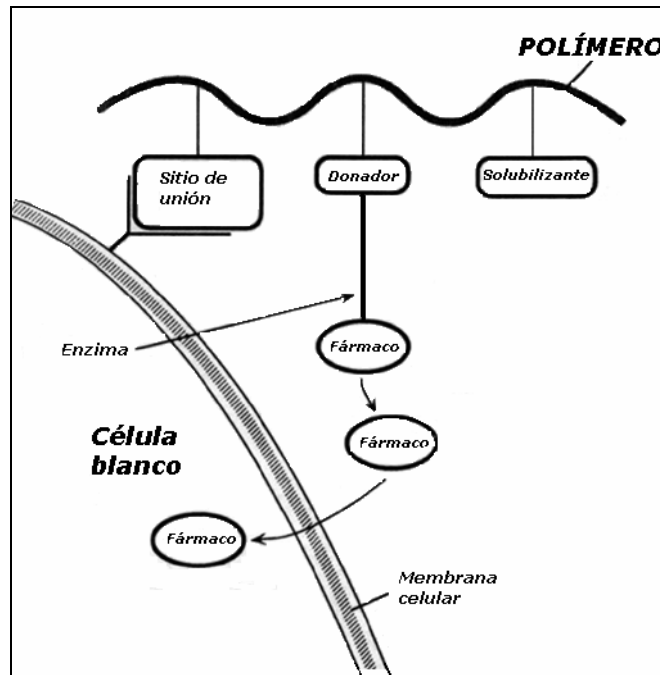 POLÍMERO
Sitio de
unión
Donador
Solubilizante
Enzima
Fármaco
Célula
blanco
Fármaco
Fármaco
Membrana
celular